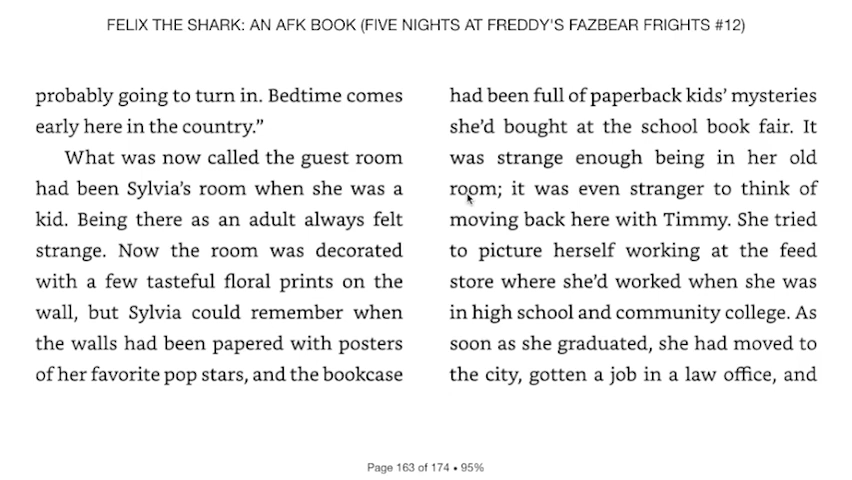 FELIX THE SHARK: AN AFK BOOK (FIVE NIGHTS AT FREDDY'S FAZBEAR FRIGHTS #12)
probably going to turn in. Bedtime comes
early here in the country.”
What was now called the guest room
had been Sylvia’s room when she was a
kid. Being there as an adult always felt
strange. Now the room was decorated
with a few tasteful floral prints on the
wall, but Sylvia could remember when
the walls had been papered with posters
of her favorite pop stars, and the bookcase
had been full of paperback kids’ mysteries
she’d bought at the school book fair. It
was strange enough being in her old
room; it was even stranger to think of
moving back here with Timmy. She tried
to picture herself working at the feed
store where she’d worked when she was
in high school and community college. As
soon as she graduated, she had moved to
the city, gotten a job in a law office, and
Page 163 of 174 • 95%